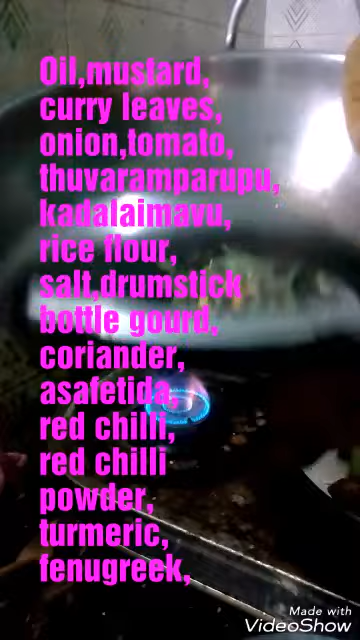 Oil,mustard,
curry leaves,
onion,tomato,
thuvaramparupu,
kadalaimavu,
rice flour,
salt,drumstick
bottle gourd,
coriander,
asafetida,
red chilli,
red chilli
powder,
turmeric,
fenugreek,
Made with
VideoShow